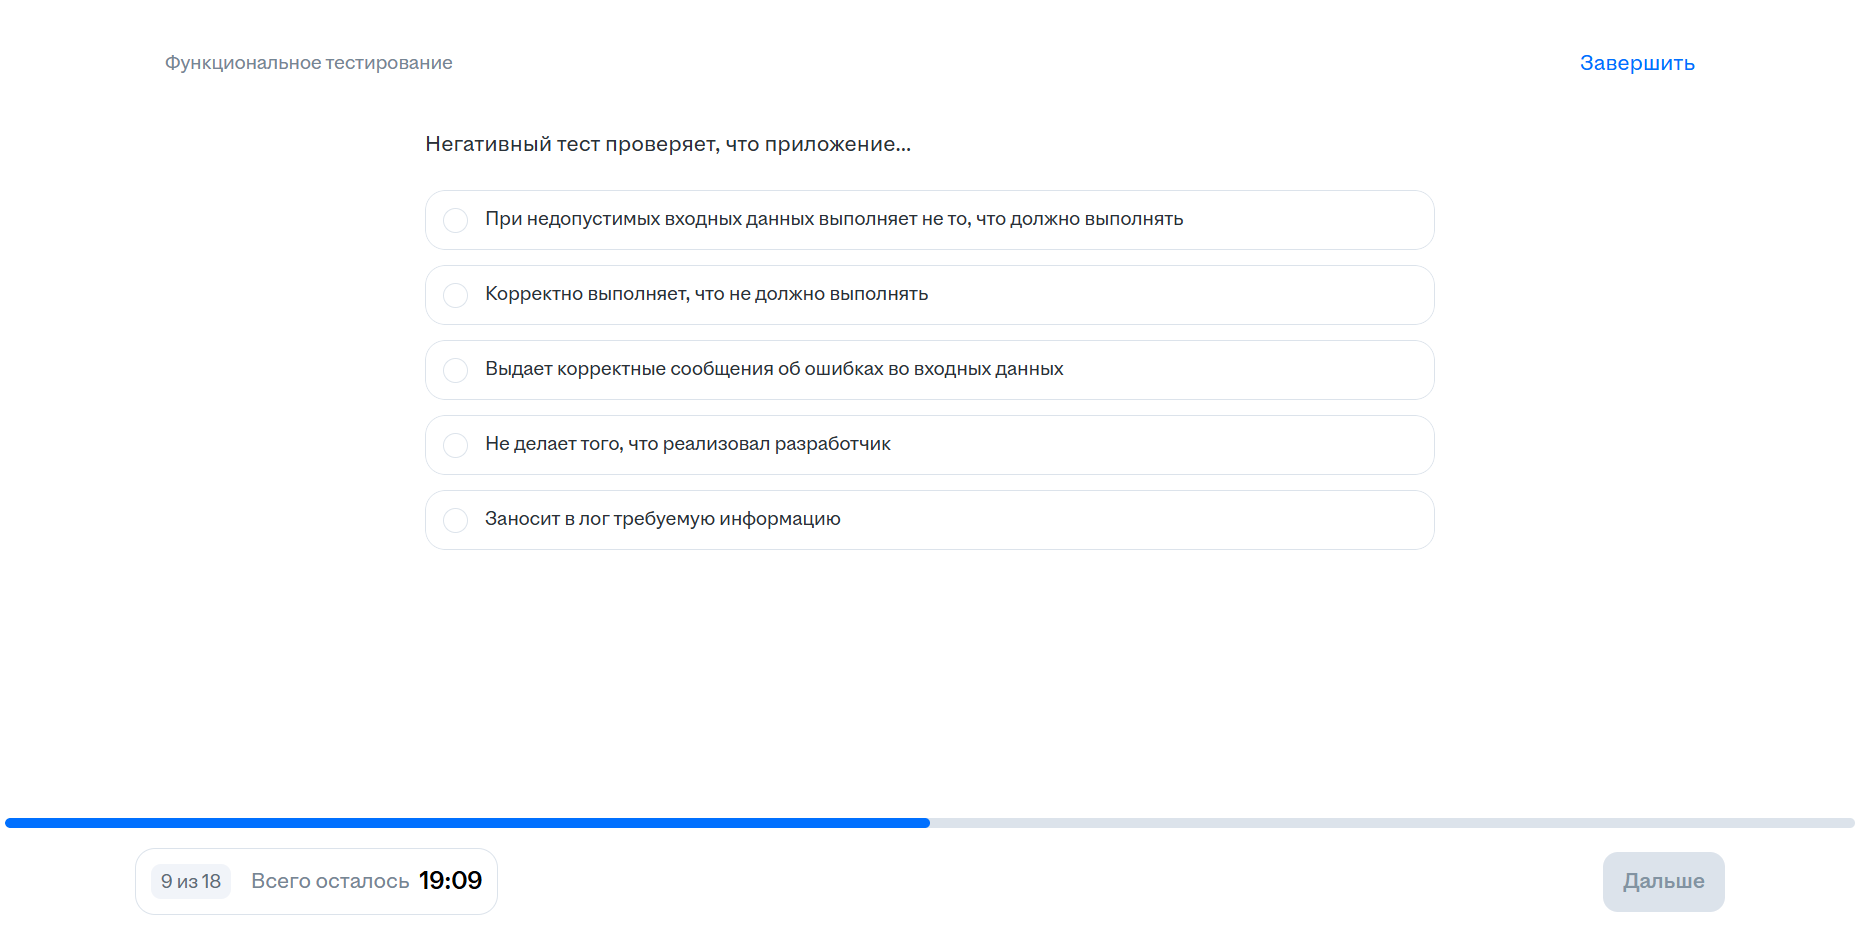 Функциональное тестирование
Завершить
Негативный тест проверяет, что приложение...
При недопустимых входных данных выполняет не то, что должно выполнять
Корректно выполняет, что не должно выполнять
Выдает корректные сообщения об ошибках во входных данных
Не делает того, что реализовал разработчик
Заносит в лог требуемую информацию
9 из 18 Всего осталось 19:09
Дальше